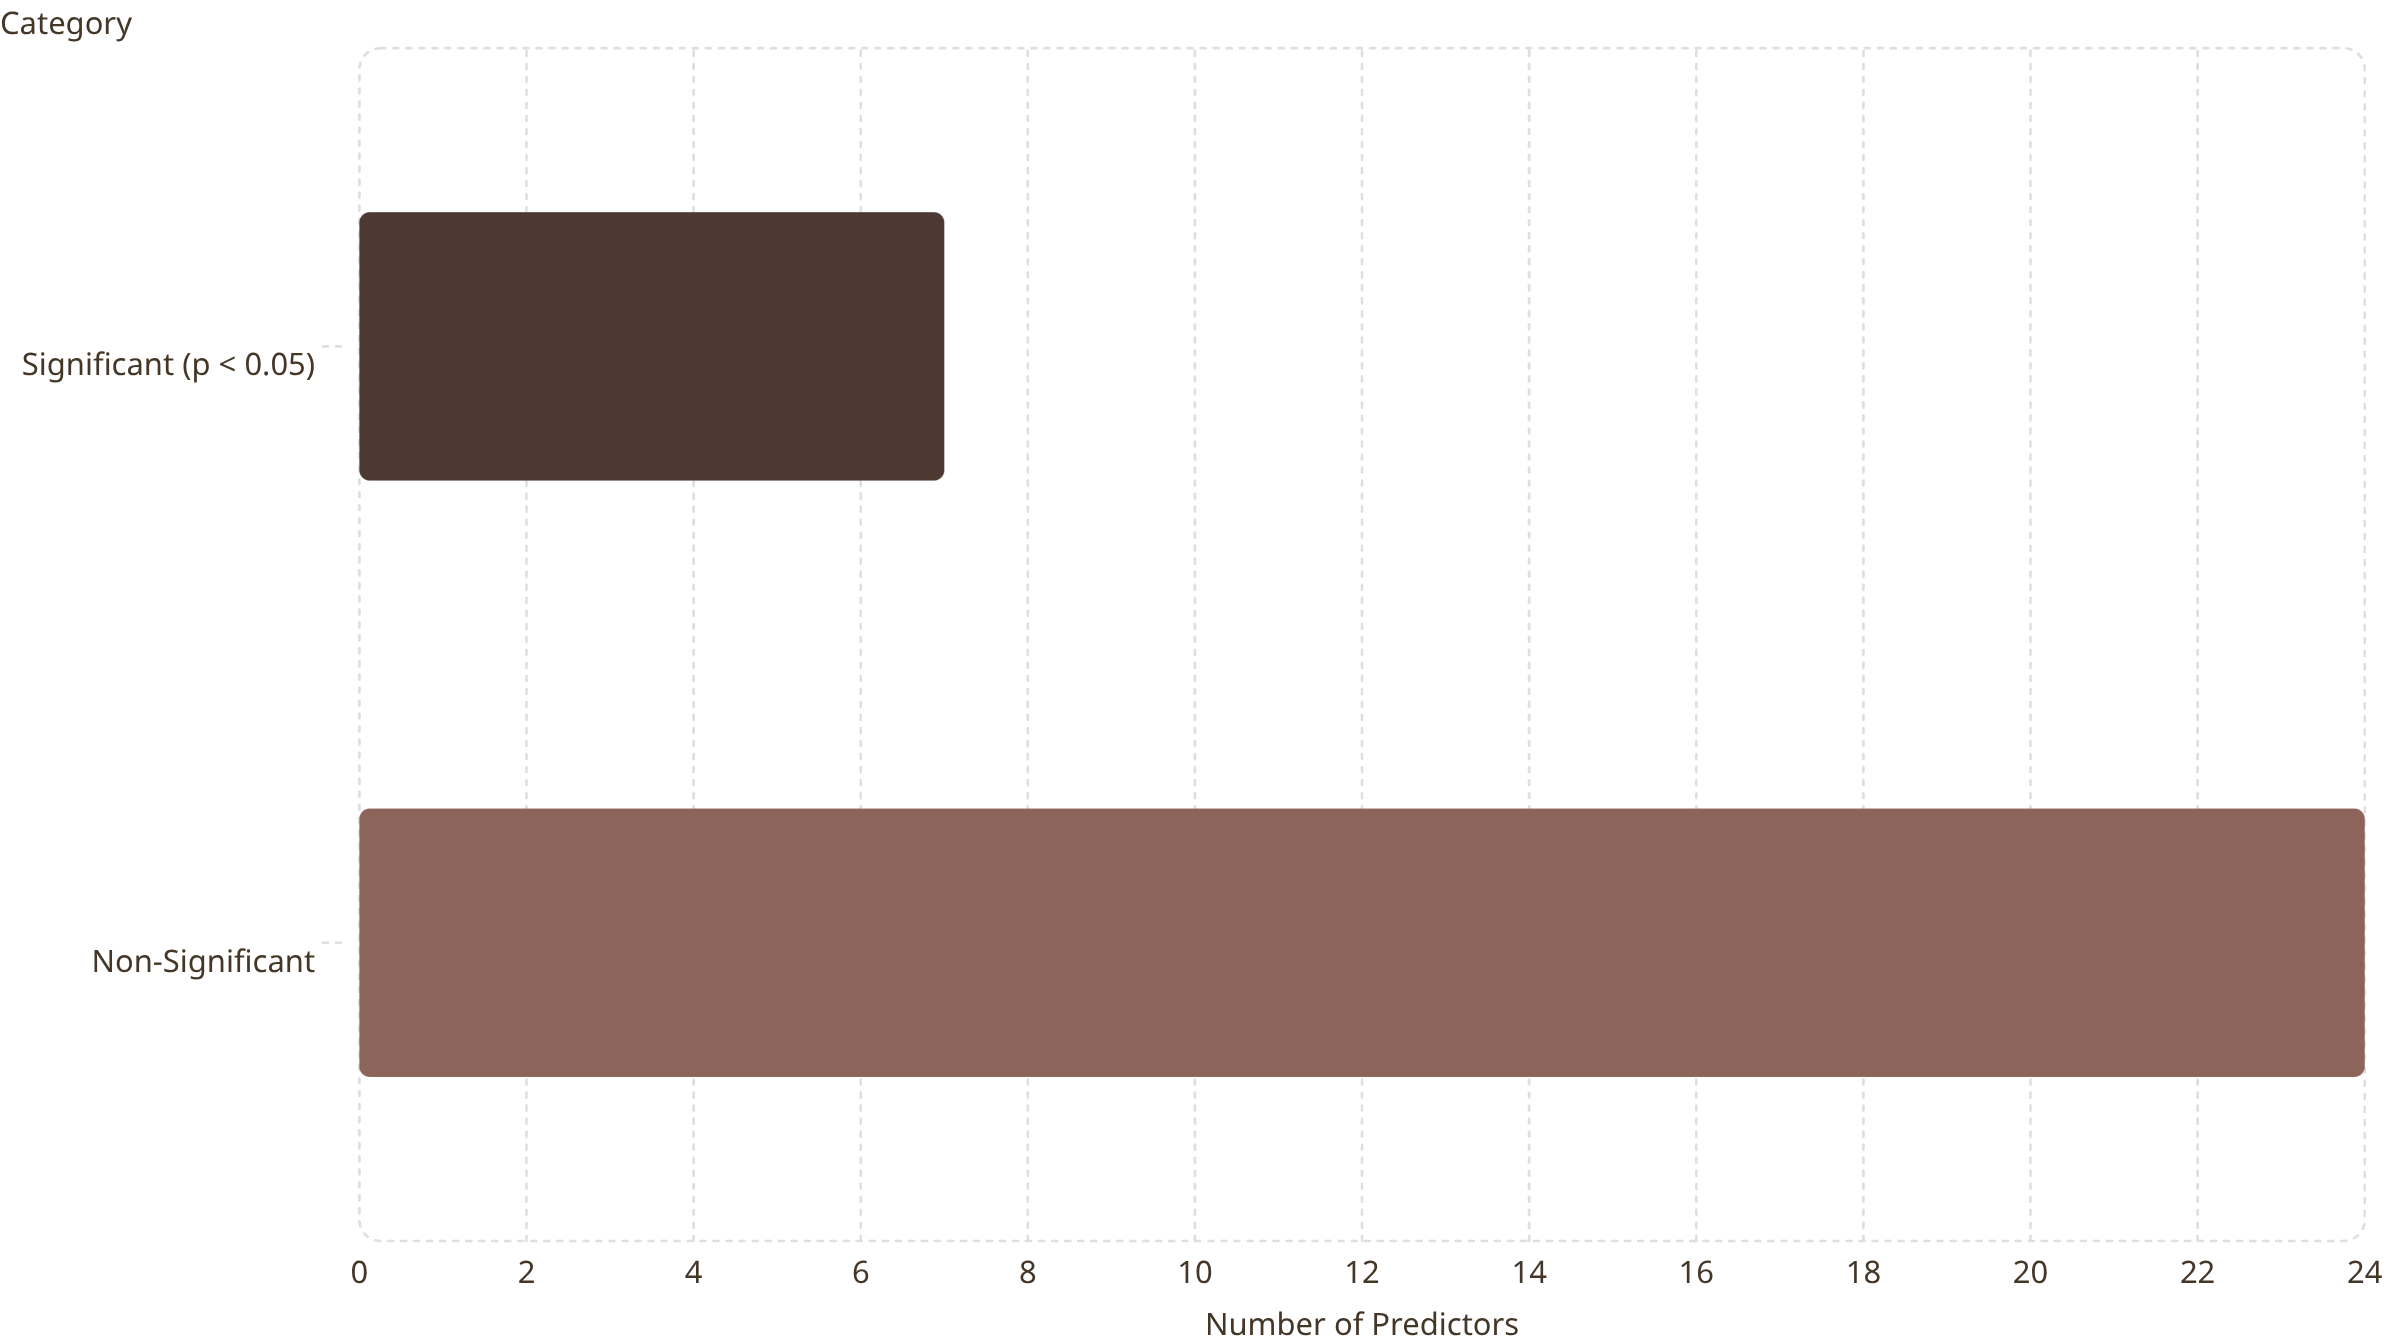 Category
Significant (p < 0.05)
Non-Significant
0 2 4 6 8 10 12 14 16 18 20 22 24
Number of Predictors